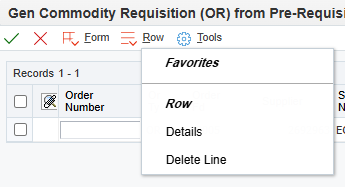 Gen Commodity Requisition (OR) from Pre-Requisi
Form Row Tools
Records 1 - 1
Order
Number
Favorites
Row
Details
Delete Line